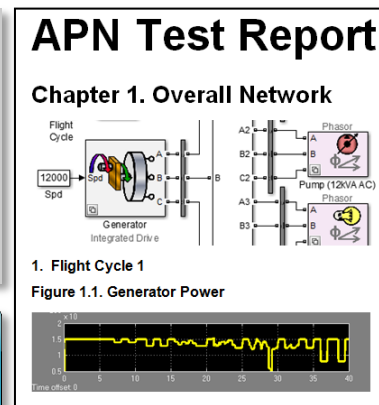 APN Test Report
Chapter 1. Overall Network
Flight
Cycle
12000
Spd
Spd
A
B
C
B
Generator
Integrated Drive
A2
B2
C2
A3
B3
Phasor
A
B
C
Pump (12kVA AC)
Phasor
A
B
1. Flight Cycle 1
Figure 1.1. Generator Power
x 10
2
1.5
1
0.5
0
0 5 10 15 20 25 30 35 40
Time offset: 0